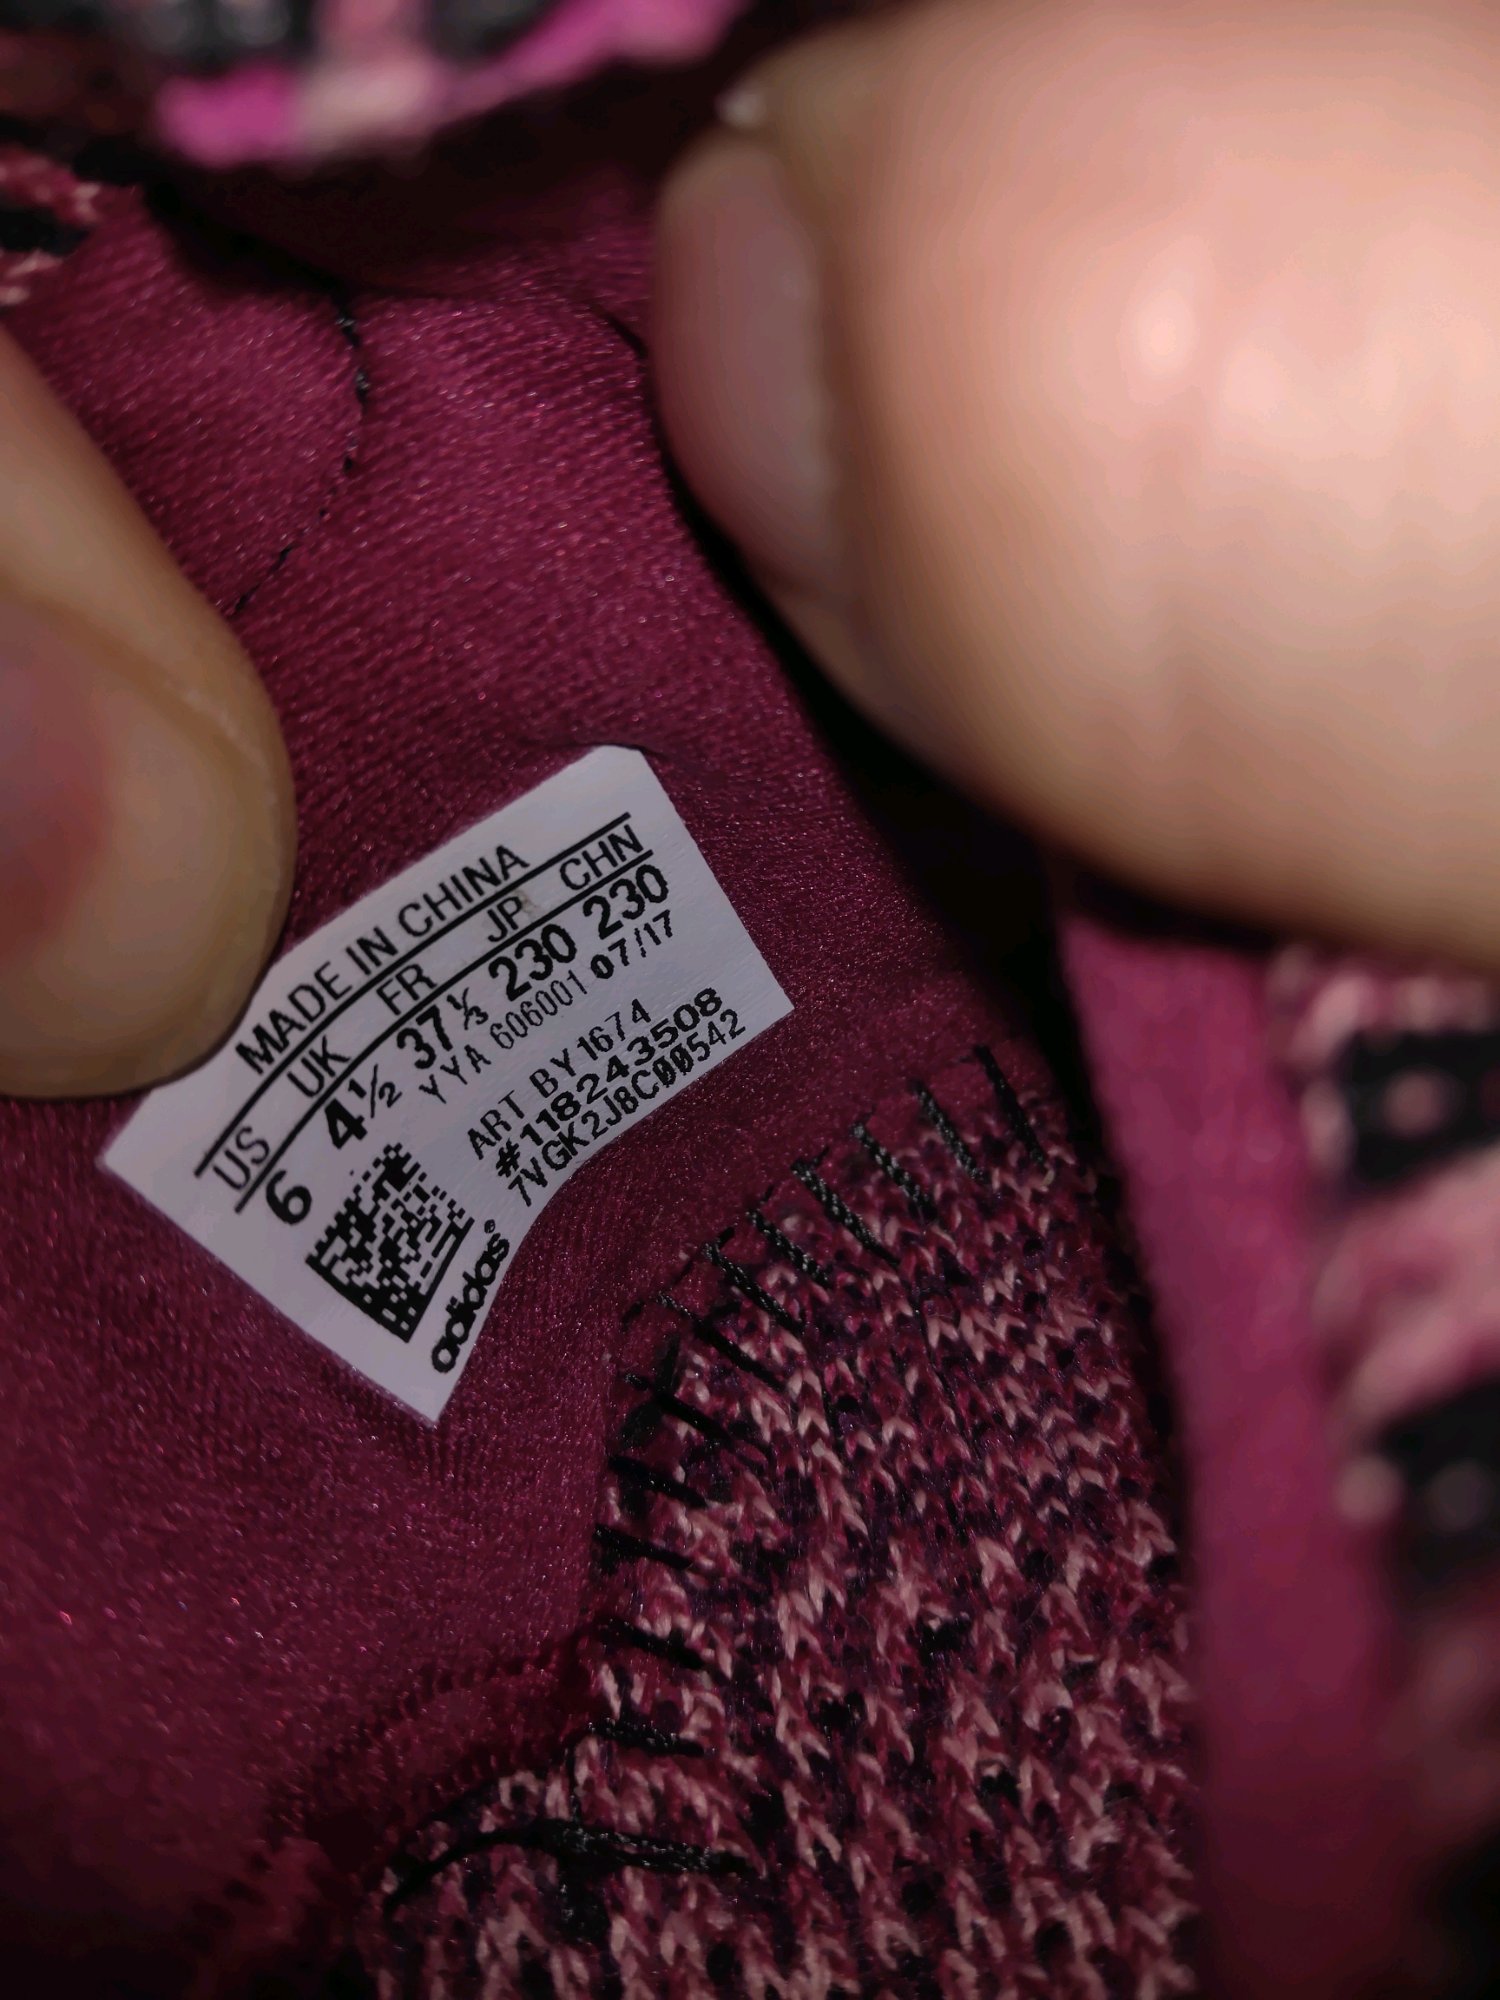 MADE IN CHINA
US UK FR JP CHN
6 4½ 37⅓ 230 230
YYA 606001 07/17
ART BY1674
#118243508
7VGK2J8C00542
adidas®